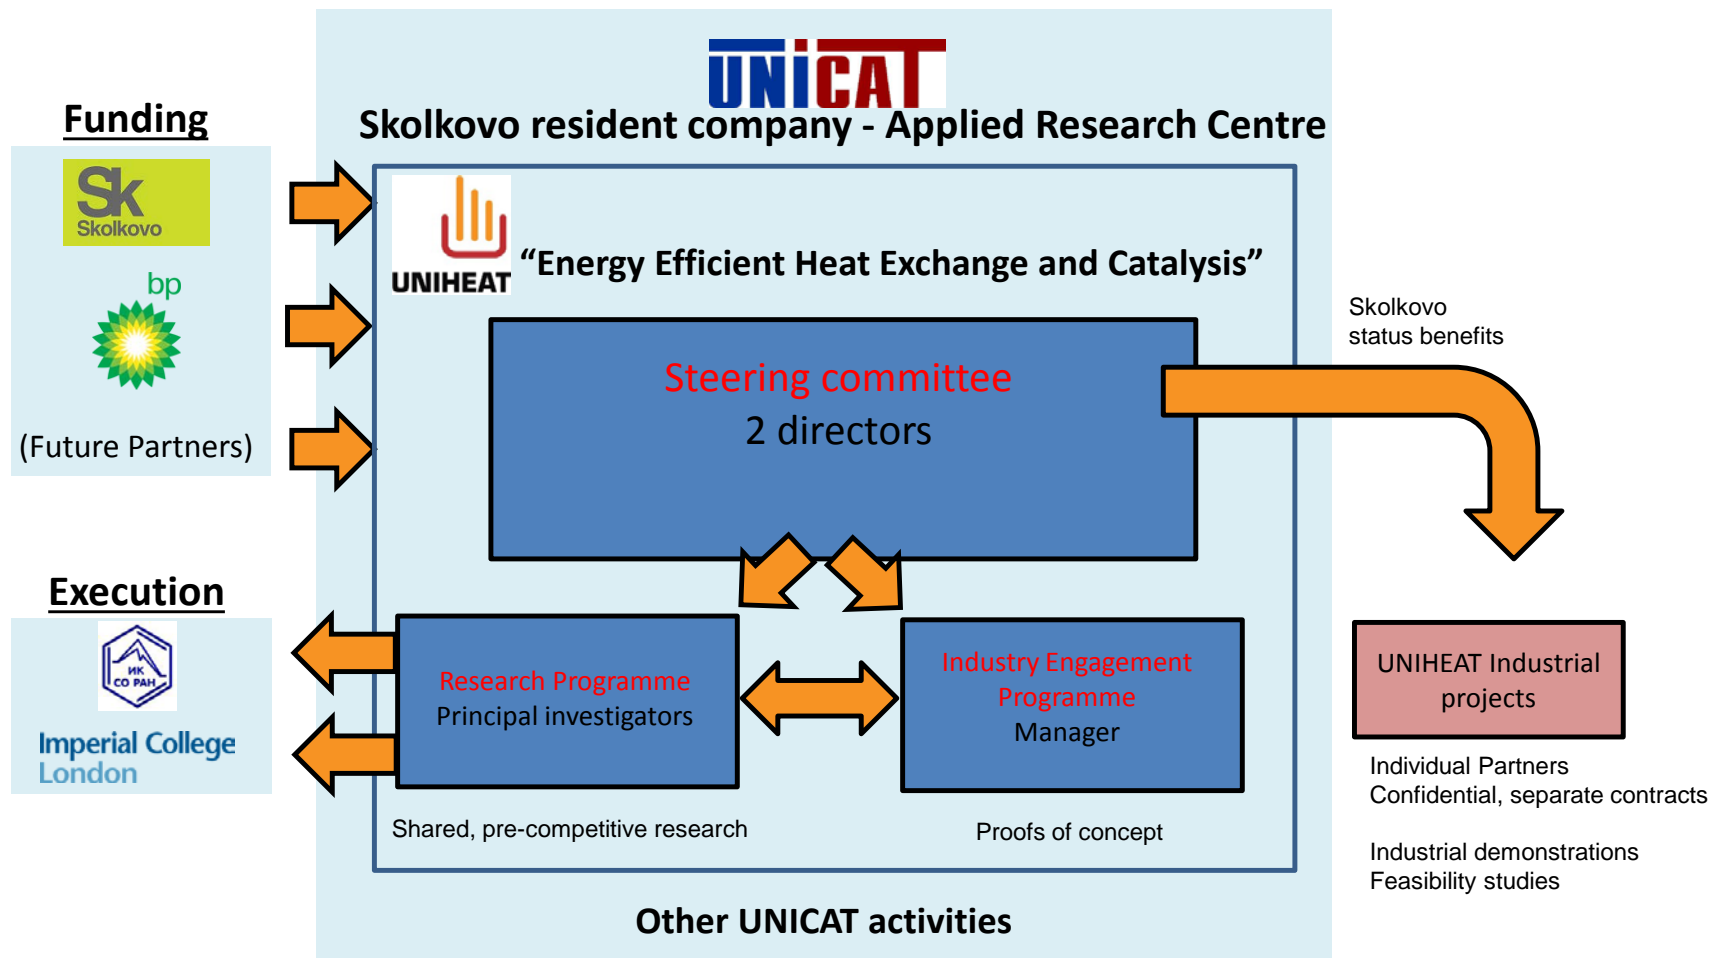 UNiCAT
Skolkovo resident company - Applied Research Centre
Funding
Sk
Skolkovo
bp
(Future Partners)
UNIHEAT
“Energy Efficient Heat Exchange and Catalysis”
Steering committee
2 directors
Skolkovo
status benefits
Execution
ИК
СО РАН
Imperial College
London
Research Programme
Principal investigators
Industry Engagement
Programme
Manager
UNIHEAT Industrial
projects
Shared, pre-competitive research
Proofs of concept
Individual Partners
Confidential, separate contracts
Industrial demonstrations
Feasibility studies
Other UNICAT activities